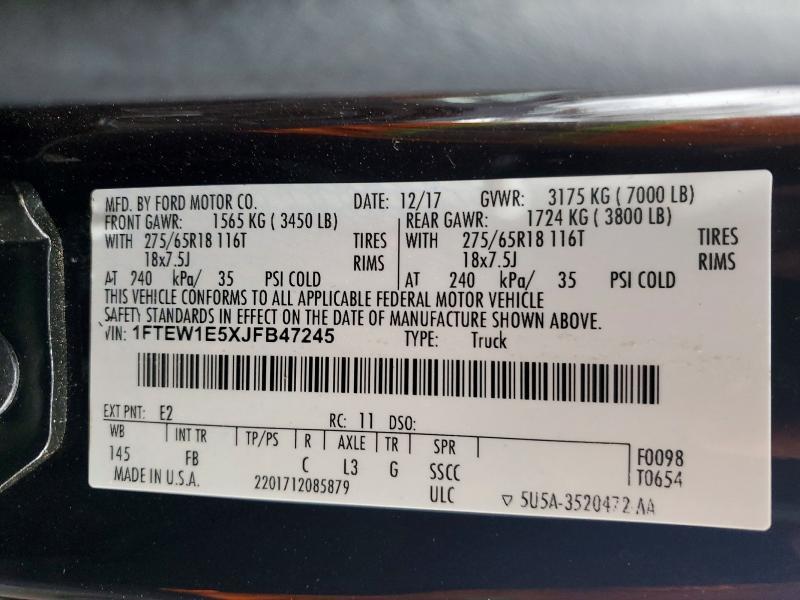 MFD. BY FORD MOTOR CO. DATE: 12/17 GVWR: 3175 KG ( 7000 LB)
FRONT GAWR: 1565 KG ( 3450 LB) REAR GAWR: 1724 KG ( 3800 LB)
WITH 275/65R18 116T TIRES WITH 275/65R18 116T TIRES
18x7.5J RIMS 18x7.5J RIMS
AT 240 kPa/ 35 PSI COLD AT 240 kPa/ 35 PSI COLD
THIS VEHICLE CONFORMS TO ALL APPLICABLE FEDERAL MOTOR VEHICLE
SAFETY STANDARDS IN EFFECT ON THE DATE OF MANUFACTURE SHOWN ABOVE.
VIN: 1FTEW1E5XJFB47245 TYPE: Truck
EXT PNT: E2 RC: 11 DSO:
WB INT TR TP/PS R AXLE TR SPR
145 FB C L3 G SSCC F0098
MADE IN U.S.A. 2201712085879 ULC T0654
▽ 5U5A-3520472-AA